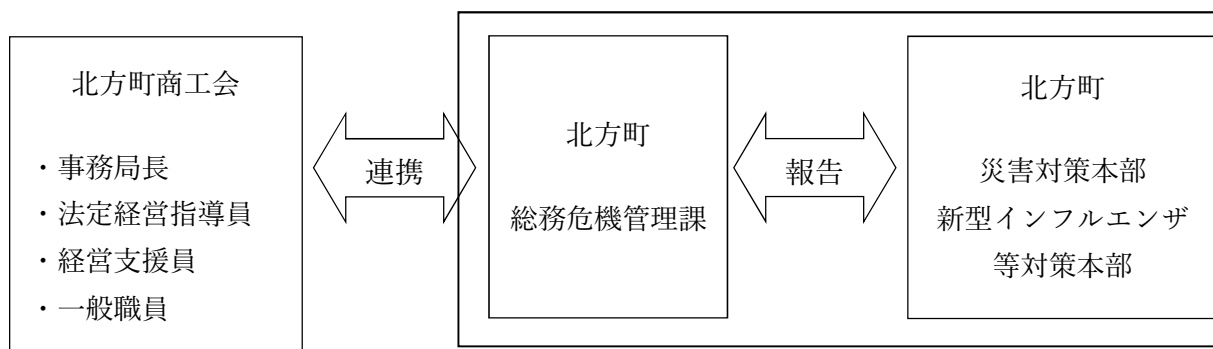 北方町商工会
・事務局長
・法定経営指導員
・経営支援員
・一般職員
連携
北方町
総務危機管理課
報告
北方町
災害対策本部
新型インフルエンザ
等対策本部